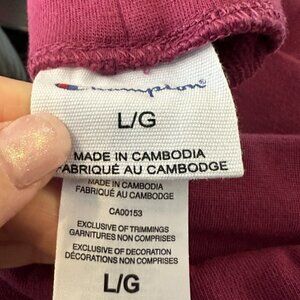 Champion
L/G
MADE IN CAMBODIA
FABRIQUÉ AU CAMBODGE
MADE IN CAMBODIA
FABRIQUÉ AU CAMBODGE
CA00153
EXCLUSIVE OF TRIMMINGS
GARNITURES NON COMPRISES
EXCLUSIVE OF DECORATION
DÉCORATIONS NON COMPRISES
L/G